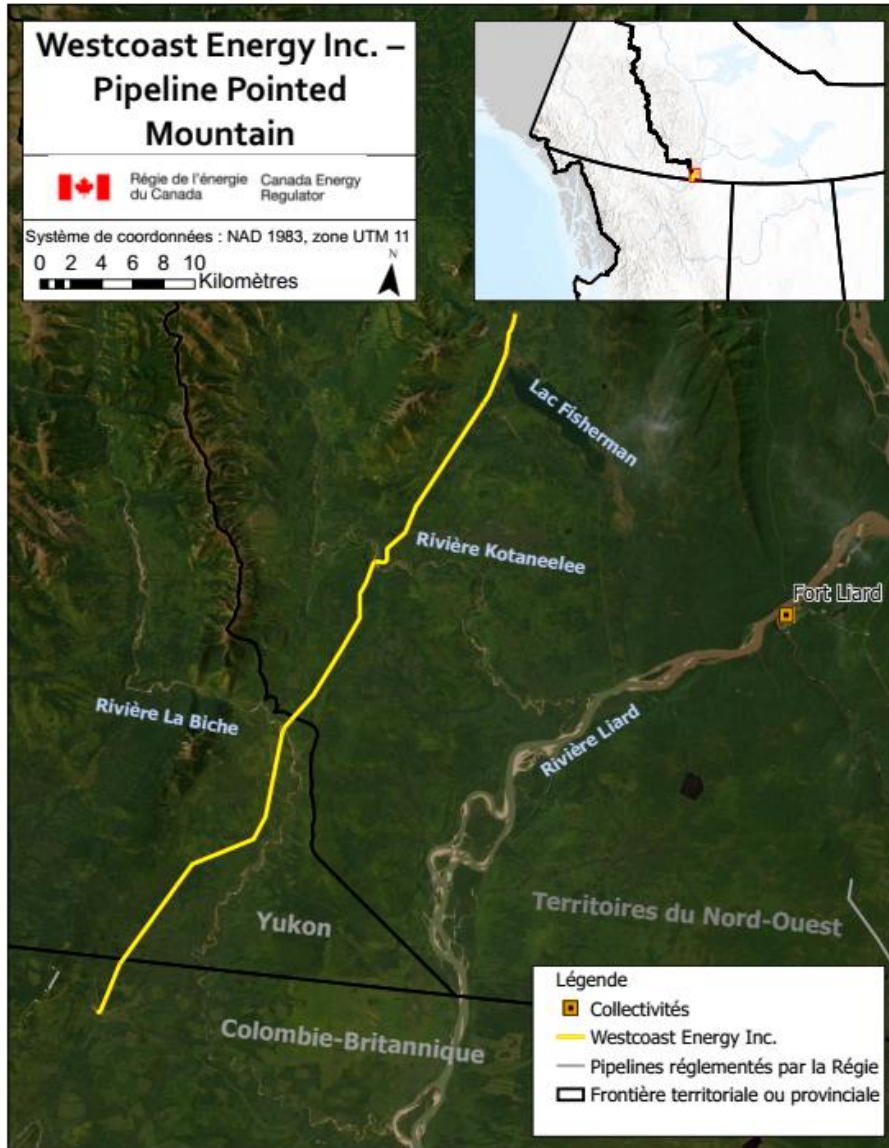 Westcoast Energy Inc. –
Pipeline Pointed
Mountain
Régie de l'énergie
du Canada
Canada Energy
Regulator
Système de coordonnées : NAD 1983, zone UTM 11
0 2 4 6 8 10
Kilomètres
N
Lac Fisherman
Rivière Kotaneelee
Fort Liard
Rivière La Biche
Rivière Liard
Territoires du Nord-Ouest
Yukon
Colombie-Britannique
Légende
Collectivités
Westcoast Energy Inc.
Pipelines réglementés par la Régie
Frontière territoriale ou provinciale